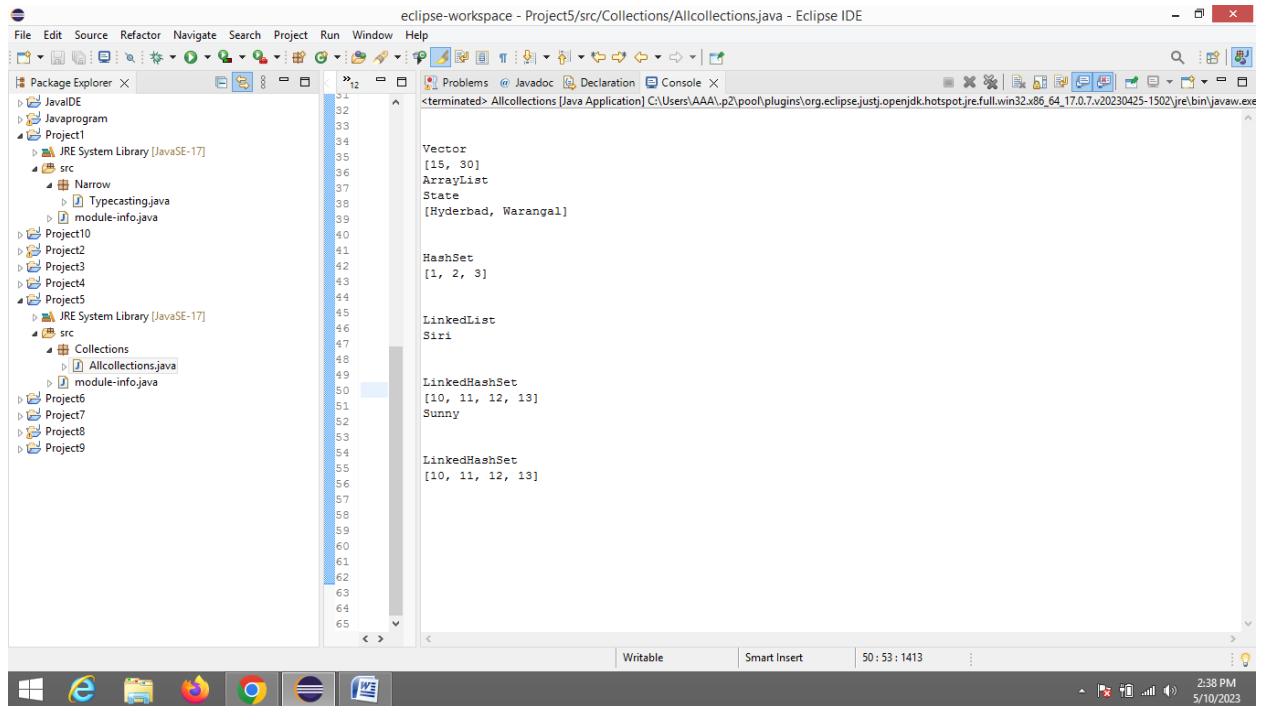 eclipse-workspace - Project5/src/Collections/Allcollections.java - Eclipse IDE
File Edit Source Refactor Navigate Search Project Run Window Help
Package Explorer
JavaIDE
Javaprogram
Project1
JRE System Library [JavaSE-17]
src
Narrow
Typecasting.java
module-info.java
Project10
Project2
Project3
Project4
Project5
JRE System Library [JavaSE-17]
src
Collections
Allcollections.java
module-info.java
Project6
Project7
Project8
Project9
12
31
32
33
34
35
36
37
38
39
40
41
42
43
44
45
46
47
48
49
50
51
52
53
54
55
56
57
58
59
60
61
62
63
64
65
Problems @ Javadoc Declaration Console
<terminated> Allcollections [Java Application] C:\Users\AAA\.p2\pool\plugins\org.eclipse.justj.openjdk.hotspot.jre.full.win32.x86_64_17.0.7.v20230425-1502\jre\bin\javaw.exe
Vector
[15, 30]
ArrayList
State
[Hyderbad, Warangal]
HashSet
[1, 2, 3]
LinkedList
Siri
LinkedHashSet
[10, 11, 12, 13]
Sunny
LinkedHashSet
[10, 11, 12, 13]
Writable Smart Insert 50 : 53 : 1413
2:38 PM
5/10/2023